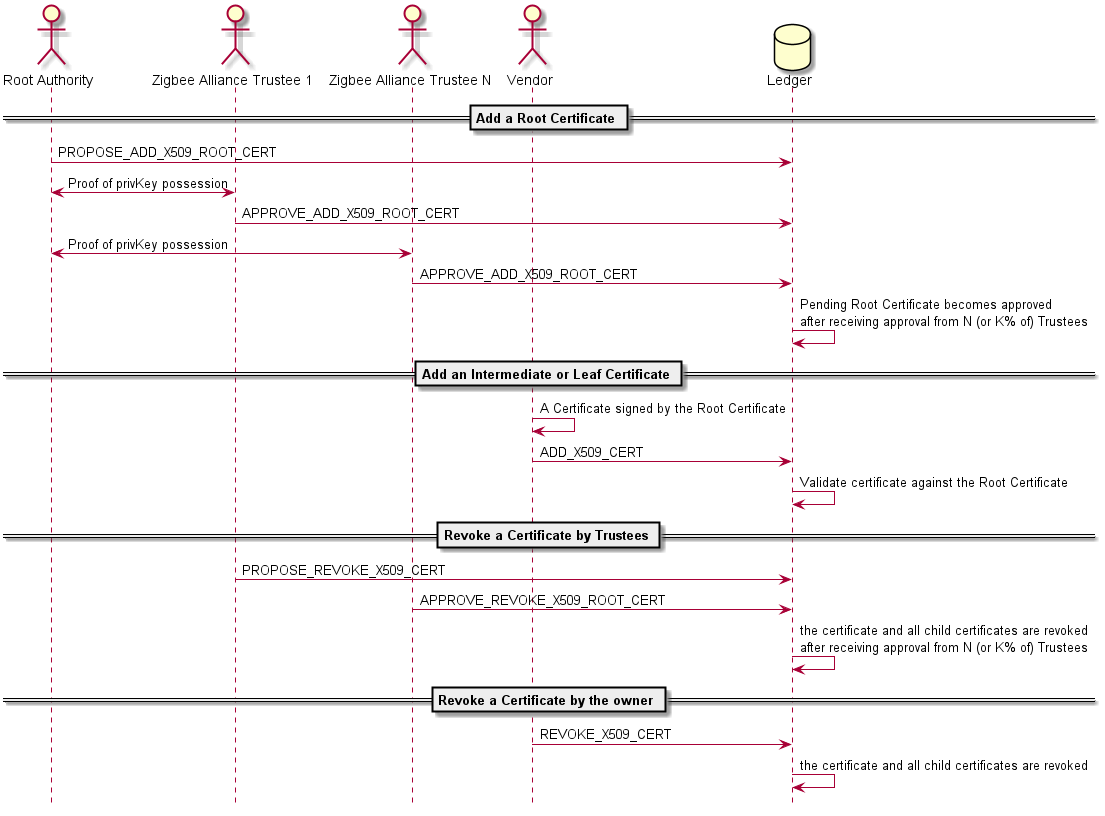 Root Authority
Zigbee Alliance Trustee 1
Zigbee Alliance Trustee N
Vendor
Ledger
Add a Root Certificate
PROPOSE_ADD_X509_ROOT_CERT
Proof of privKey possession
APPROVE_ADD_X509_ROOT_CERT
Proof of privKey possession
APPROVE_ADD_X509_ROOT_CERT
Pending Root Certificate becomes approved
after receiving approval from N (or K% of) Trustees
Add an Intermediate or Leaf Certificate
A Certificate signed by the Root Certificate
ADD_X509_CERT
Validate certificate against the Root Certificate
Revoke a Certificate by Trustees
PROPOSE_REVOKE_X509_CERT
APPROVE_REVOKE_X509_ROOT_CERT
the certificate and all child certificates are revoked
after receiving approval from N (or K% of) Trustees
Revoke a Certificate by the owner
REVOKE_X509_CERT
the certificate and all child certificates are revoked